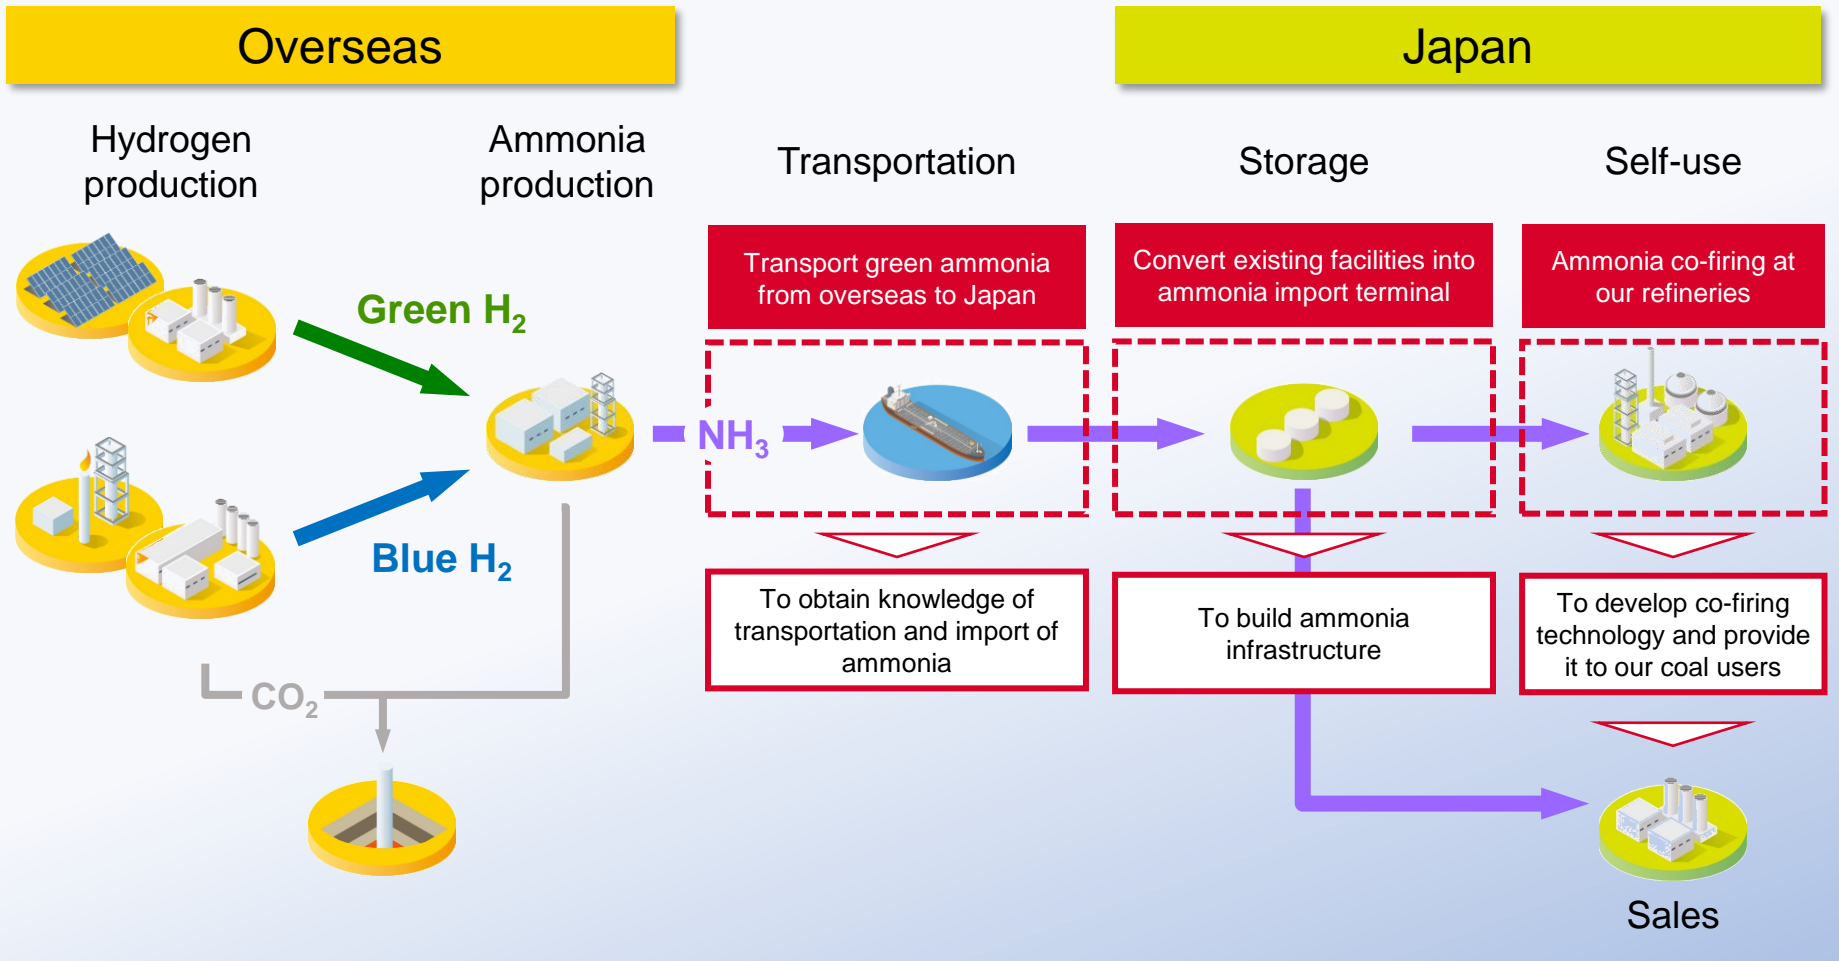 Overseas
Japan
Hydrogen
production
Ammonia
production
Transportation
Storage
Self-use
Transport green ammonia
from overseas to Japan
Convert existing facilities into
ammonia import terminal
Ammonia co-firing at
our refineries
Green H₂
NH₃
Blue H₂
To obtain knowledge of
transportation and import of
ammonia
To build ammonia
infrastructure
To develop co-firing
technology and provide
it to our coal users
CO₂
Sales